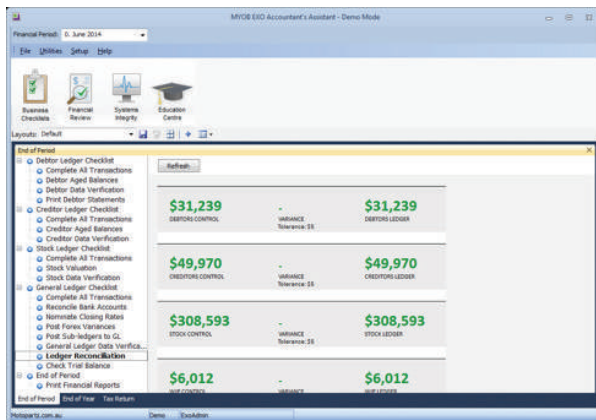 MYOB EXO Accountant's Assistant - Demo Mode
Financial Period: 0. June 2014
File Utilities Setup Help
Business Checklists
Financial Review
Systems Integrity
Education Centre
Layouts: Default
End of Period
Debtor Ledger Checklist
Complete All Transactions
Debtor Aged Balances
Debtor Data Verification
Print Debtor Statements
Creditor Ledger Checklist
Complete All Transactions
Creditor Aged Balances
Creditor Data Verification
Stock Ledger Checklist
Complete All Transactions
Stock Valuation
Stock Data Verification
General Ledger Checklist
Complete All Transactions
Reconcile Bank Accounts
Nominate Closing Rates
Post Forex Variances
Post Sub-ledgers to GL
General Ledger Data Verifica...
Ledger Reconciliation
Check Trial Balance
End of Period
Print Financial Reports
Refresh
$31,239 - $31,239
DEBTORS CONTROL VARIANCE DEBTORS LEDGER
Tolerance: $5
$49,970 - $49,970
CREDITORS CONTROL VARIANCE CREDITORS LEDGER
Tolerance: $5
$308,593 - $308,593
STOCK CONTROL VARIANCE STOCK LEDGER
Tolerance: $5
$6,012 - $6,012
WIP CONTROL VARIANCE WIP LEDGER
End of Period End of Year Tax Return
Motopartz.com.au Demo ExoAdmin